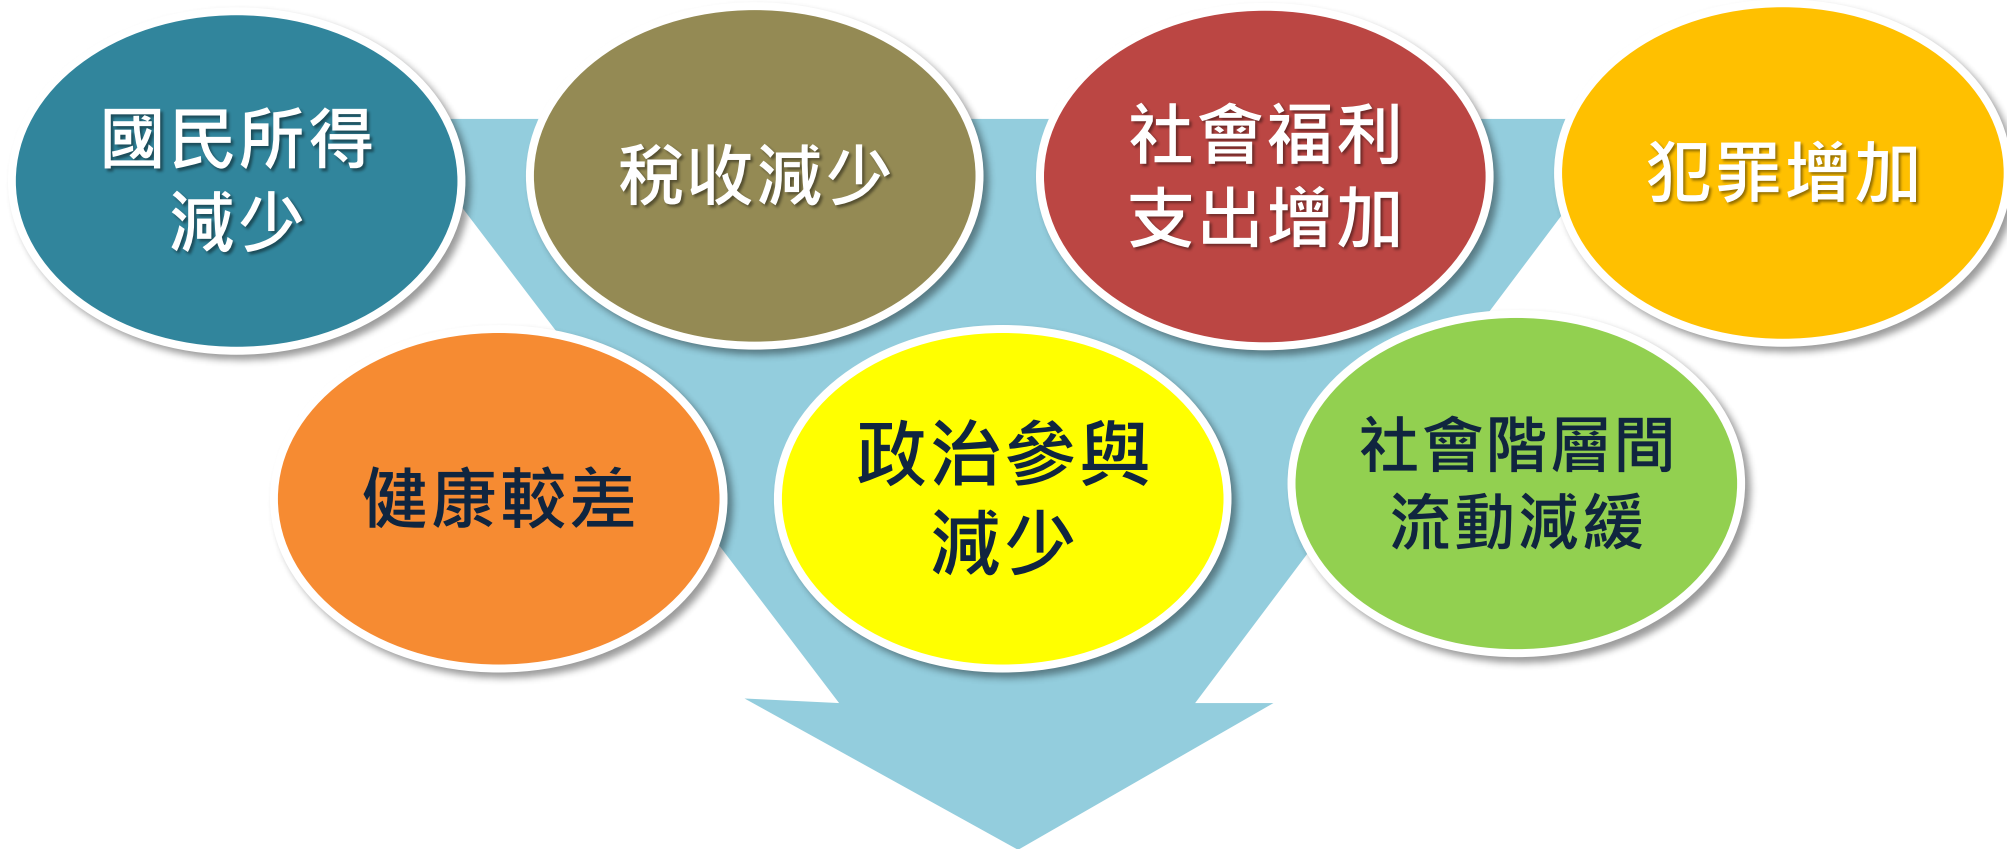 國民所得
減少
稅收減少
社會福利
支出增加
犯罪增加
健康較差
政治參與
減少
社會階層間
流動減緩